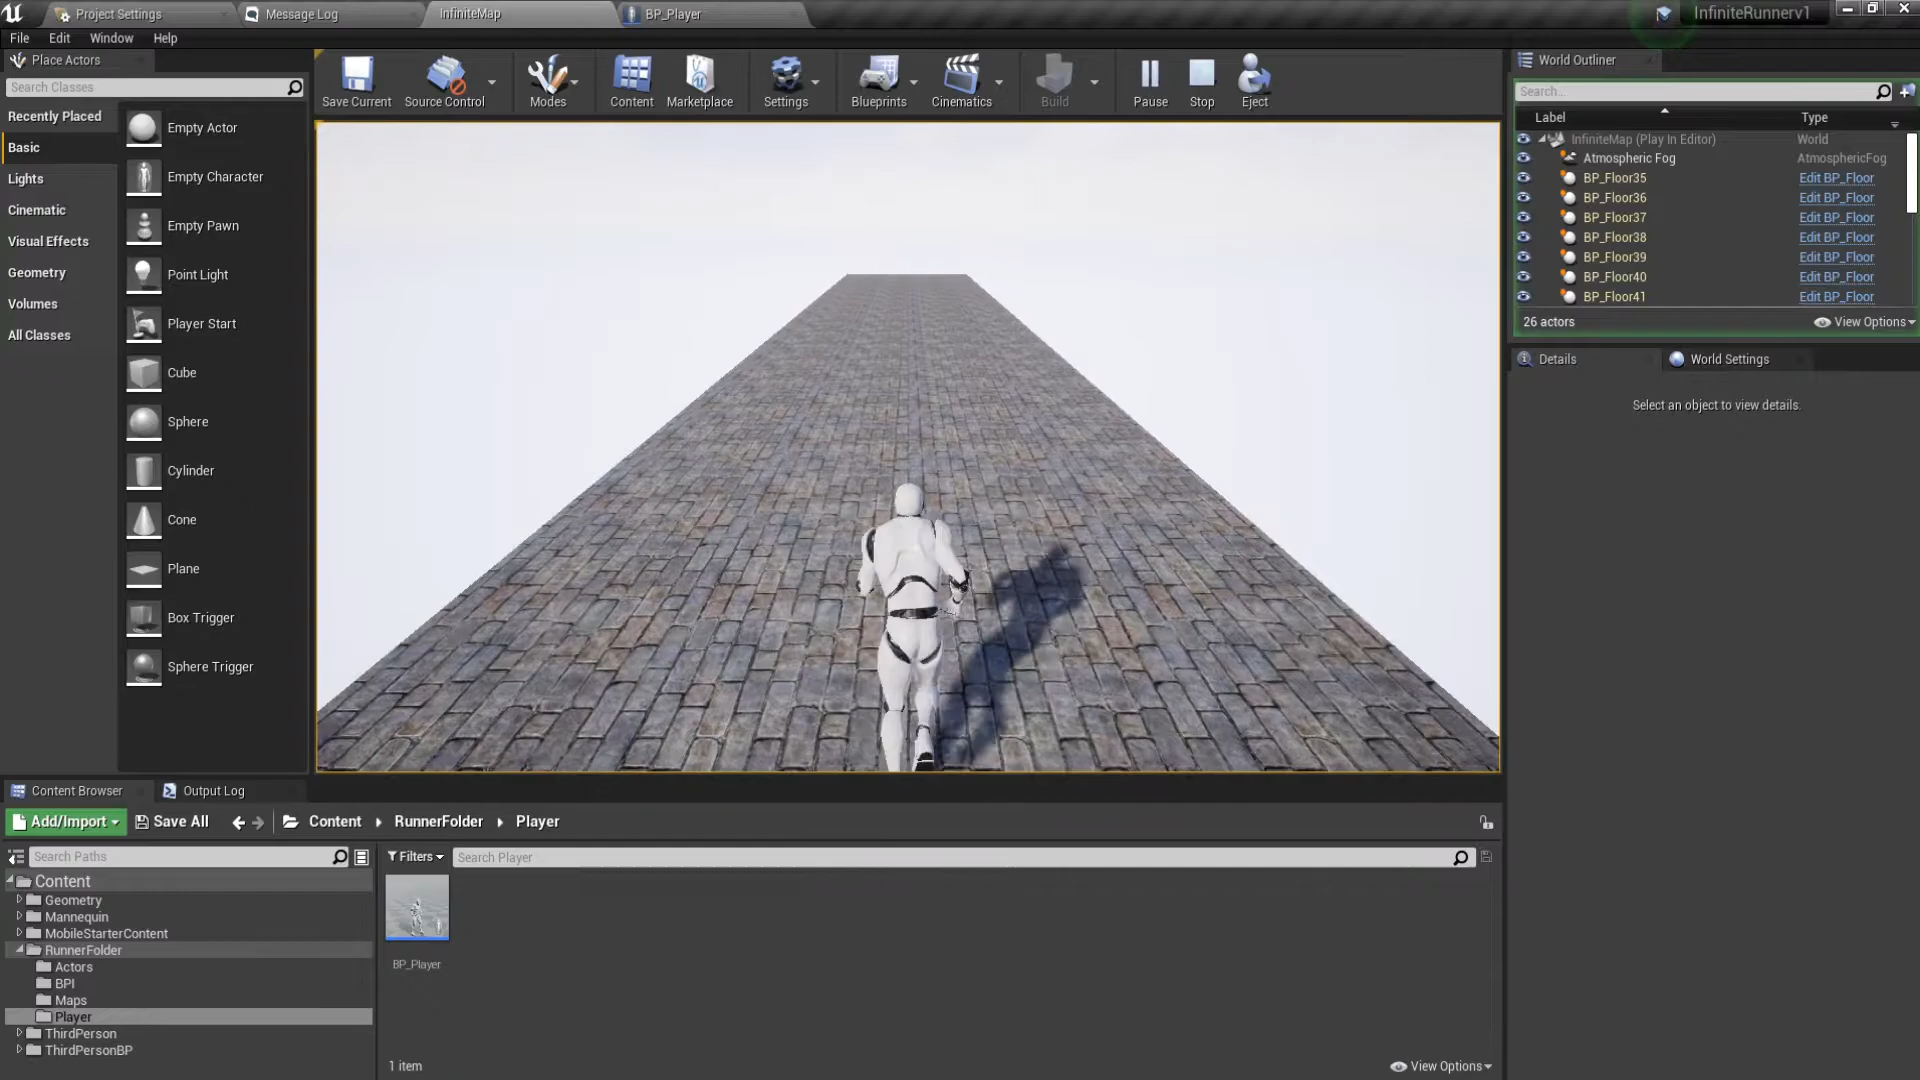 Project Settings
Message Log
InfiniteMap
BP_Player
InfiniteRunnerv1
File
Edit
Window
Help
Place Actors
Search Classes
Recently Placed
Basic
Lights
Cinematic
Visual Effects
Geometry
Volumes
All Classes
Empty Actor
Empty Character
Empty Pawn
Point Light
Player Start
Cube
Sphere
Cylinder
Cone
Plane
Box Trigger
Sphere Trigger
Save Current
Source Control
Modes
Content
Marketplace
Settings
Blueprints
Cinematics
Build
Pause
Stop
Eject
World Outliner
Search...
Label
Type
InfiniteMap (Play In Editor)
World
Atmospheric Fog
AtmosphericFog
BP_Floor35
Edit BP_Floor
BP_Floor36
Edit BP_Floor
BP_Floor37
Edit BP_Floor
BP_Floor38
Edit BP_Floor
BP_Floor39
Edit BP_Floor
BP_Floor40
Edit BP_Floor
BP_Floor41
Edit BP_Floor
26 actors
View Options
Details
World Settings
Select an object to view details.
Content Browser
Output Log
Add/Import
Save All
Content
RunnerFolder
Player
Search Paths
Filters
Search Player
Content
Geometry
Mannequin
MobileStarterContent
RunnerFolder
Actors
BPI
Maps
Player
ThirdPerson
ThirdPersonBP
BP_Player
1 item
View Options